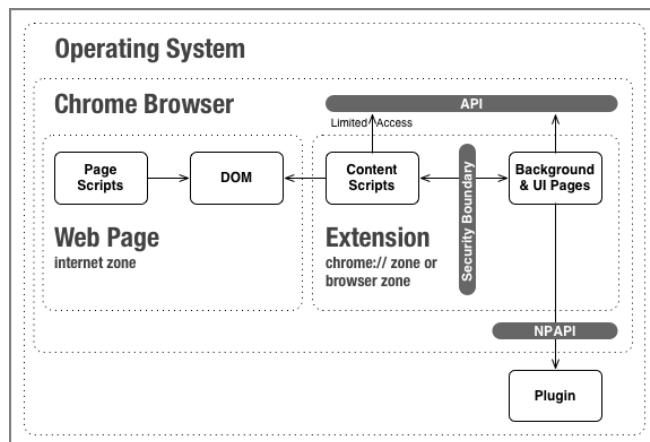 Operating System
Chrome Browser
API
Limited Access
Page
Scripts
DOM
Content
Scripts
Security Boundary
Background
& UI Pages
Web Page
internet zone
Extension
chrome:// zone or
browser zone
NPAPI
Plugin